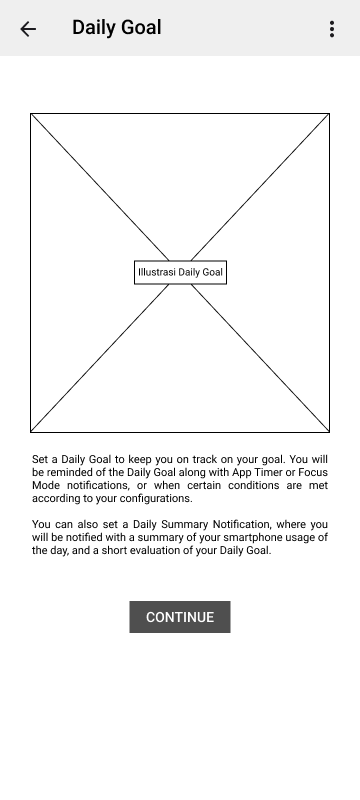 Daily Goal
Illustrasi Daily Goal
Set a Daily Goal to keep you on track on your goal. You will
be reminded of the Daily Goal along with App Timer or Focus
Mode notifications, or when certain conditions are met
according to your configurations.
You can also set a Daily Summary Notification, where you
will be notified with a summary of your smartphone usage of
the day, and a short evaluation of your Daily Goal.
CONTINUE